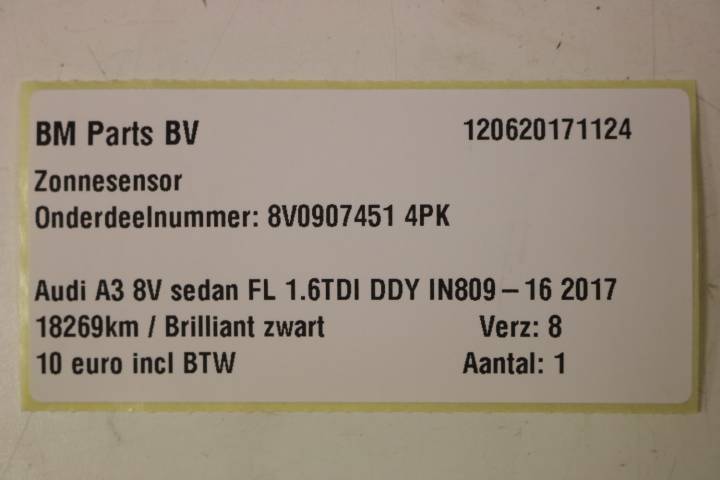 BM Parts BV 120620171124
Zonnesensor
Onderdeelnummer: 8V0907451 4PK
Audi A3 8V sedan FL 1.6TDI DDY IN809 – 16 2017
18269km / Brilliant zwart Verz: 8
10 euro incl BTW Aantal: 1